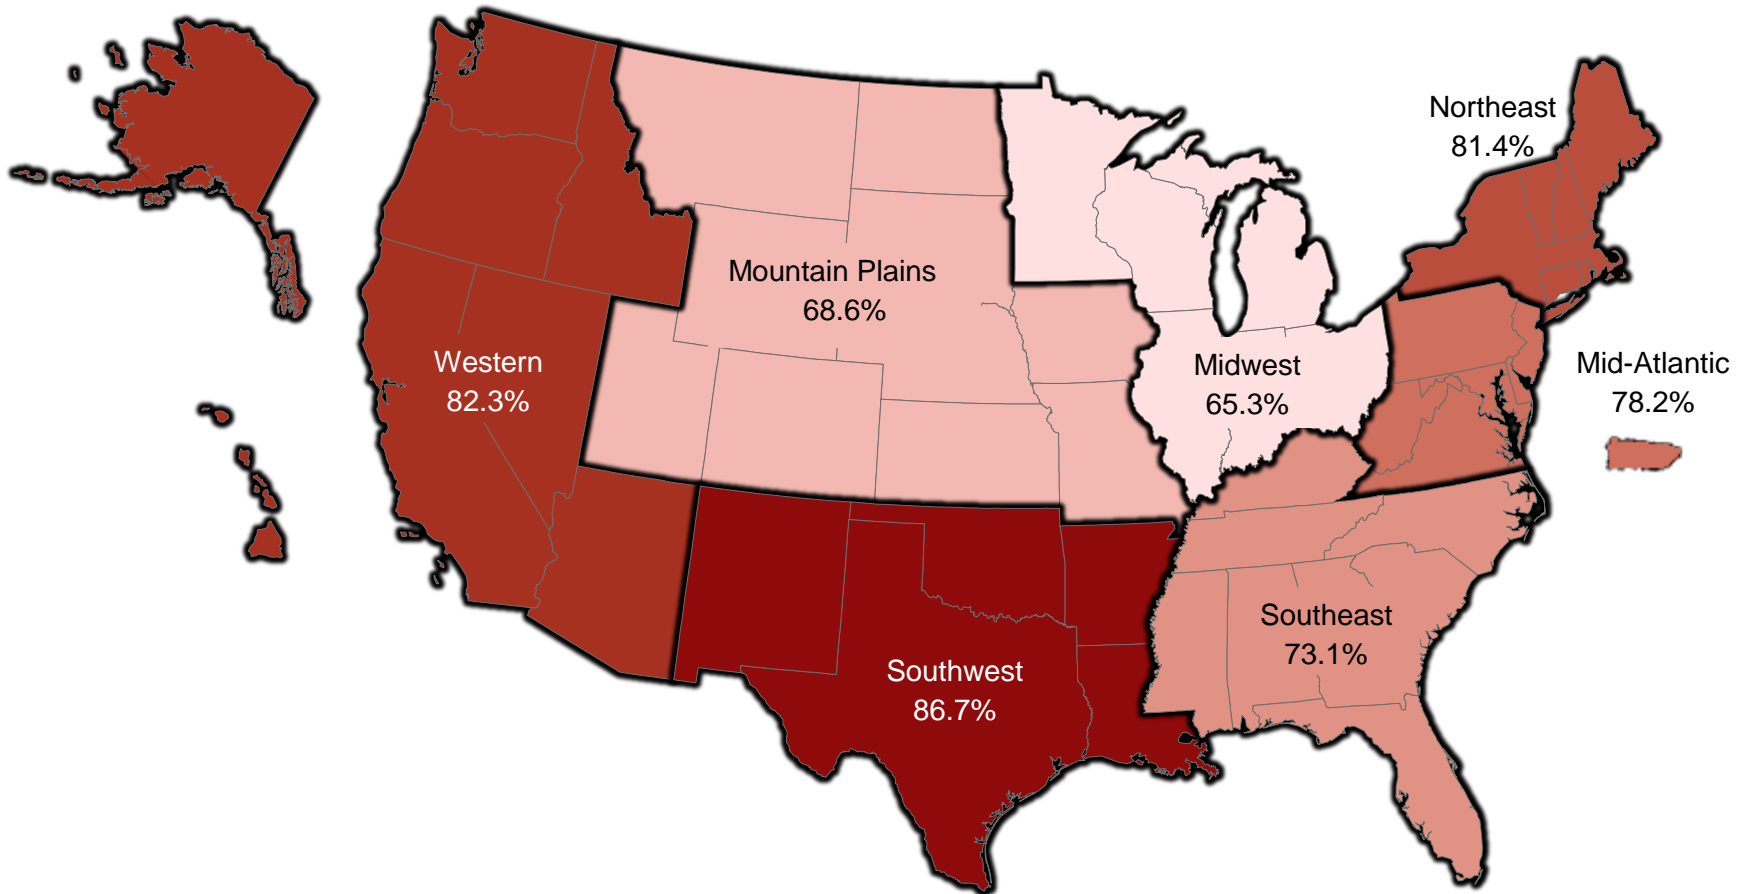 Northeast
81.4%
Mountain Plains
68.6%
Western
82.3%
Midwest
65.3%
Mid-Atlantic
78.2%
Southeast
73.1%
Southwest
86.7%